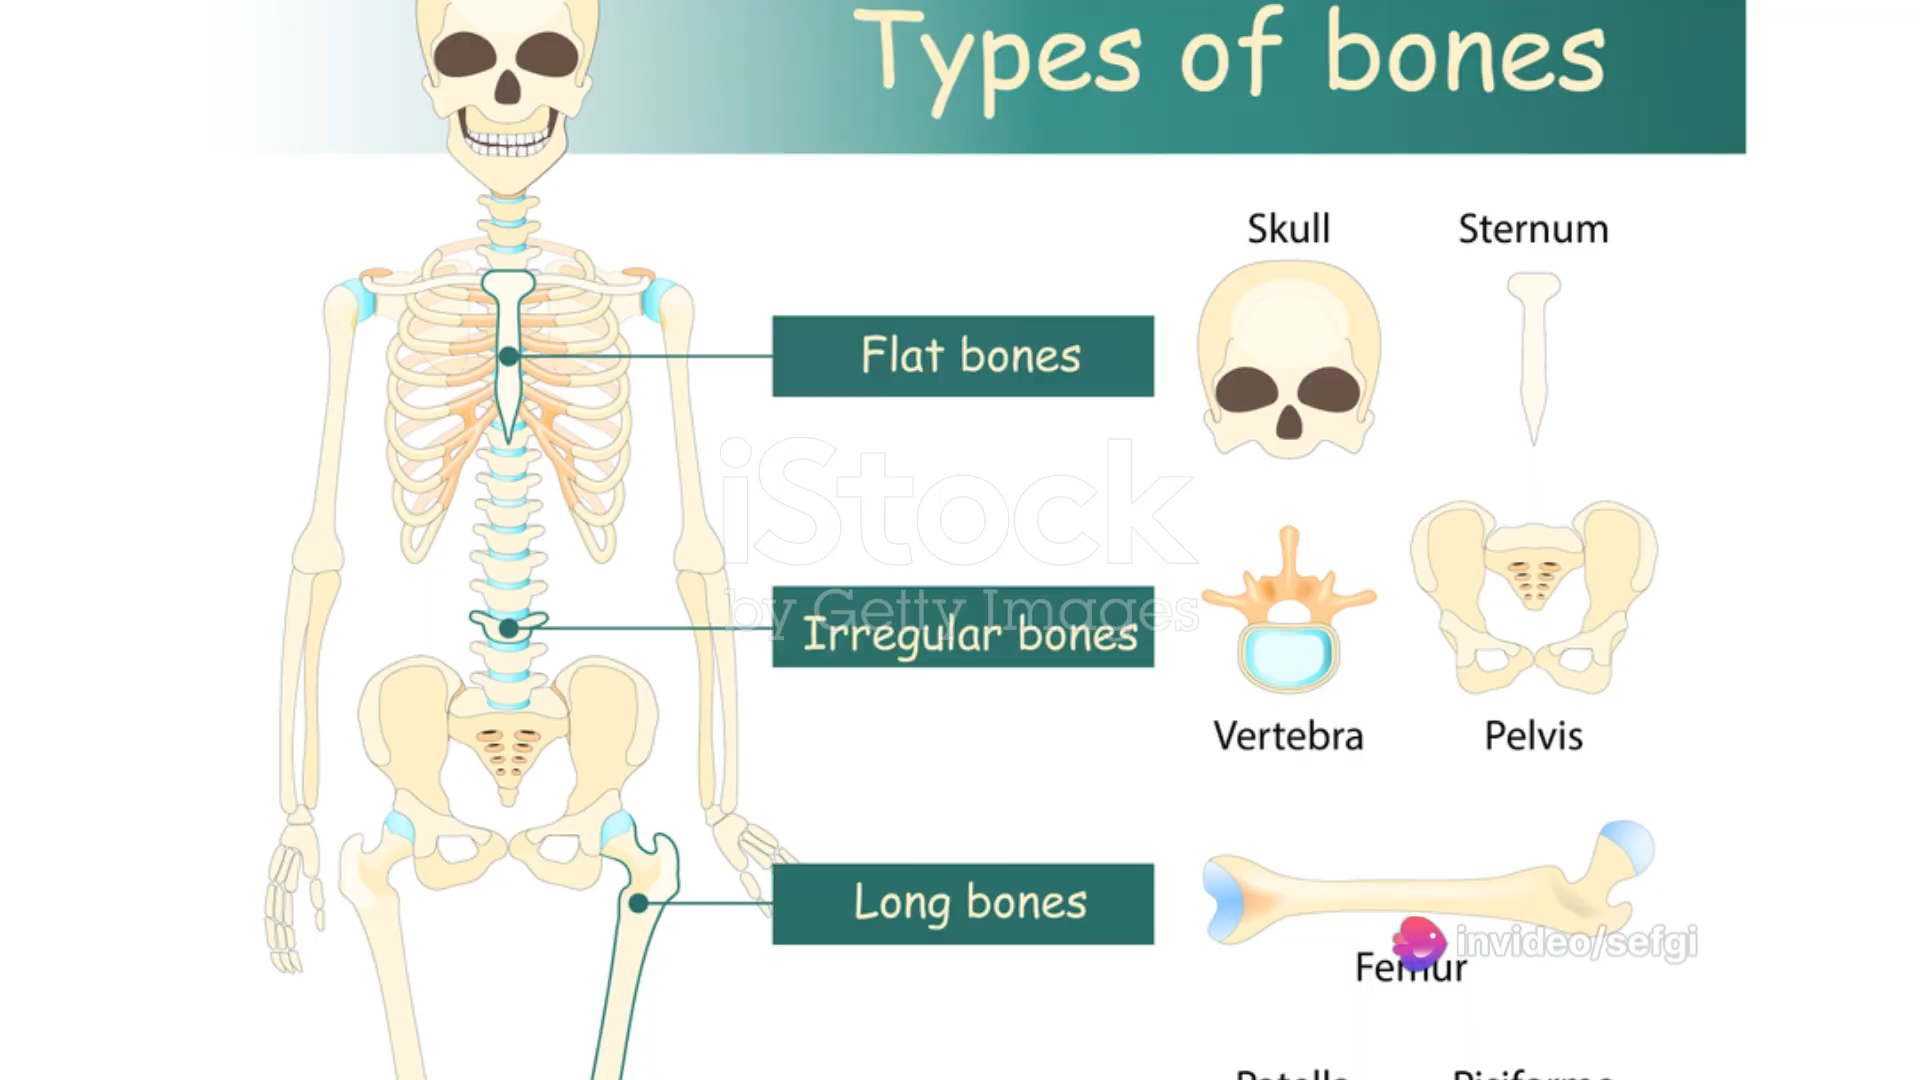 Types of bones
Skull
Sternum
Flat bones
iStock
by Getty Images
Irregular bones
Vertebra
Pelvis
Long bones
invideo/sefgi
Femur